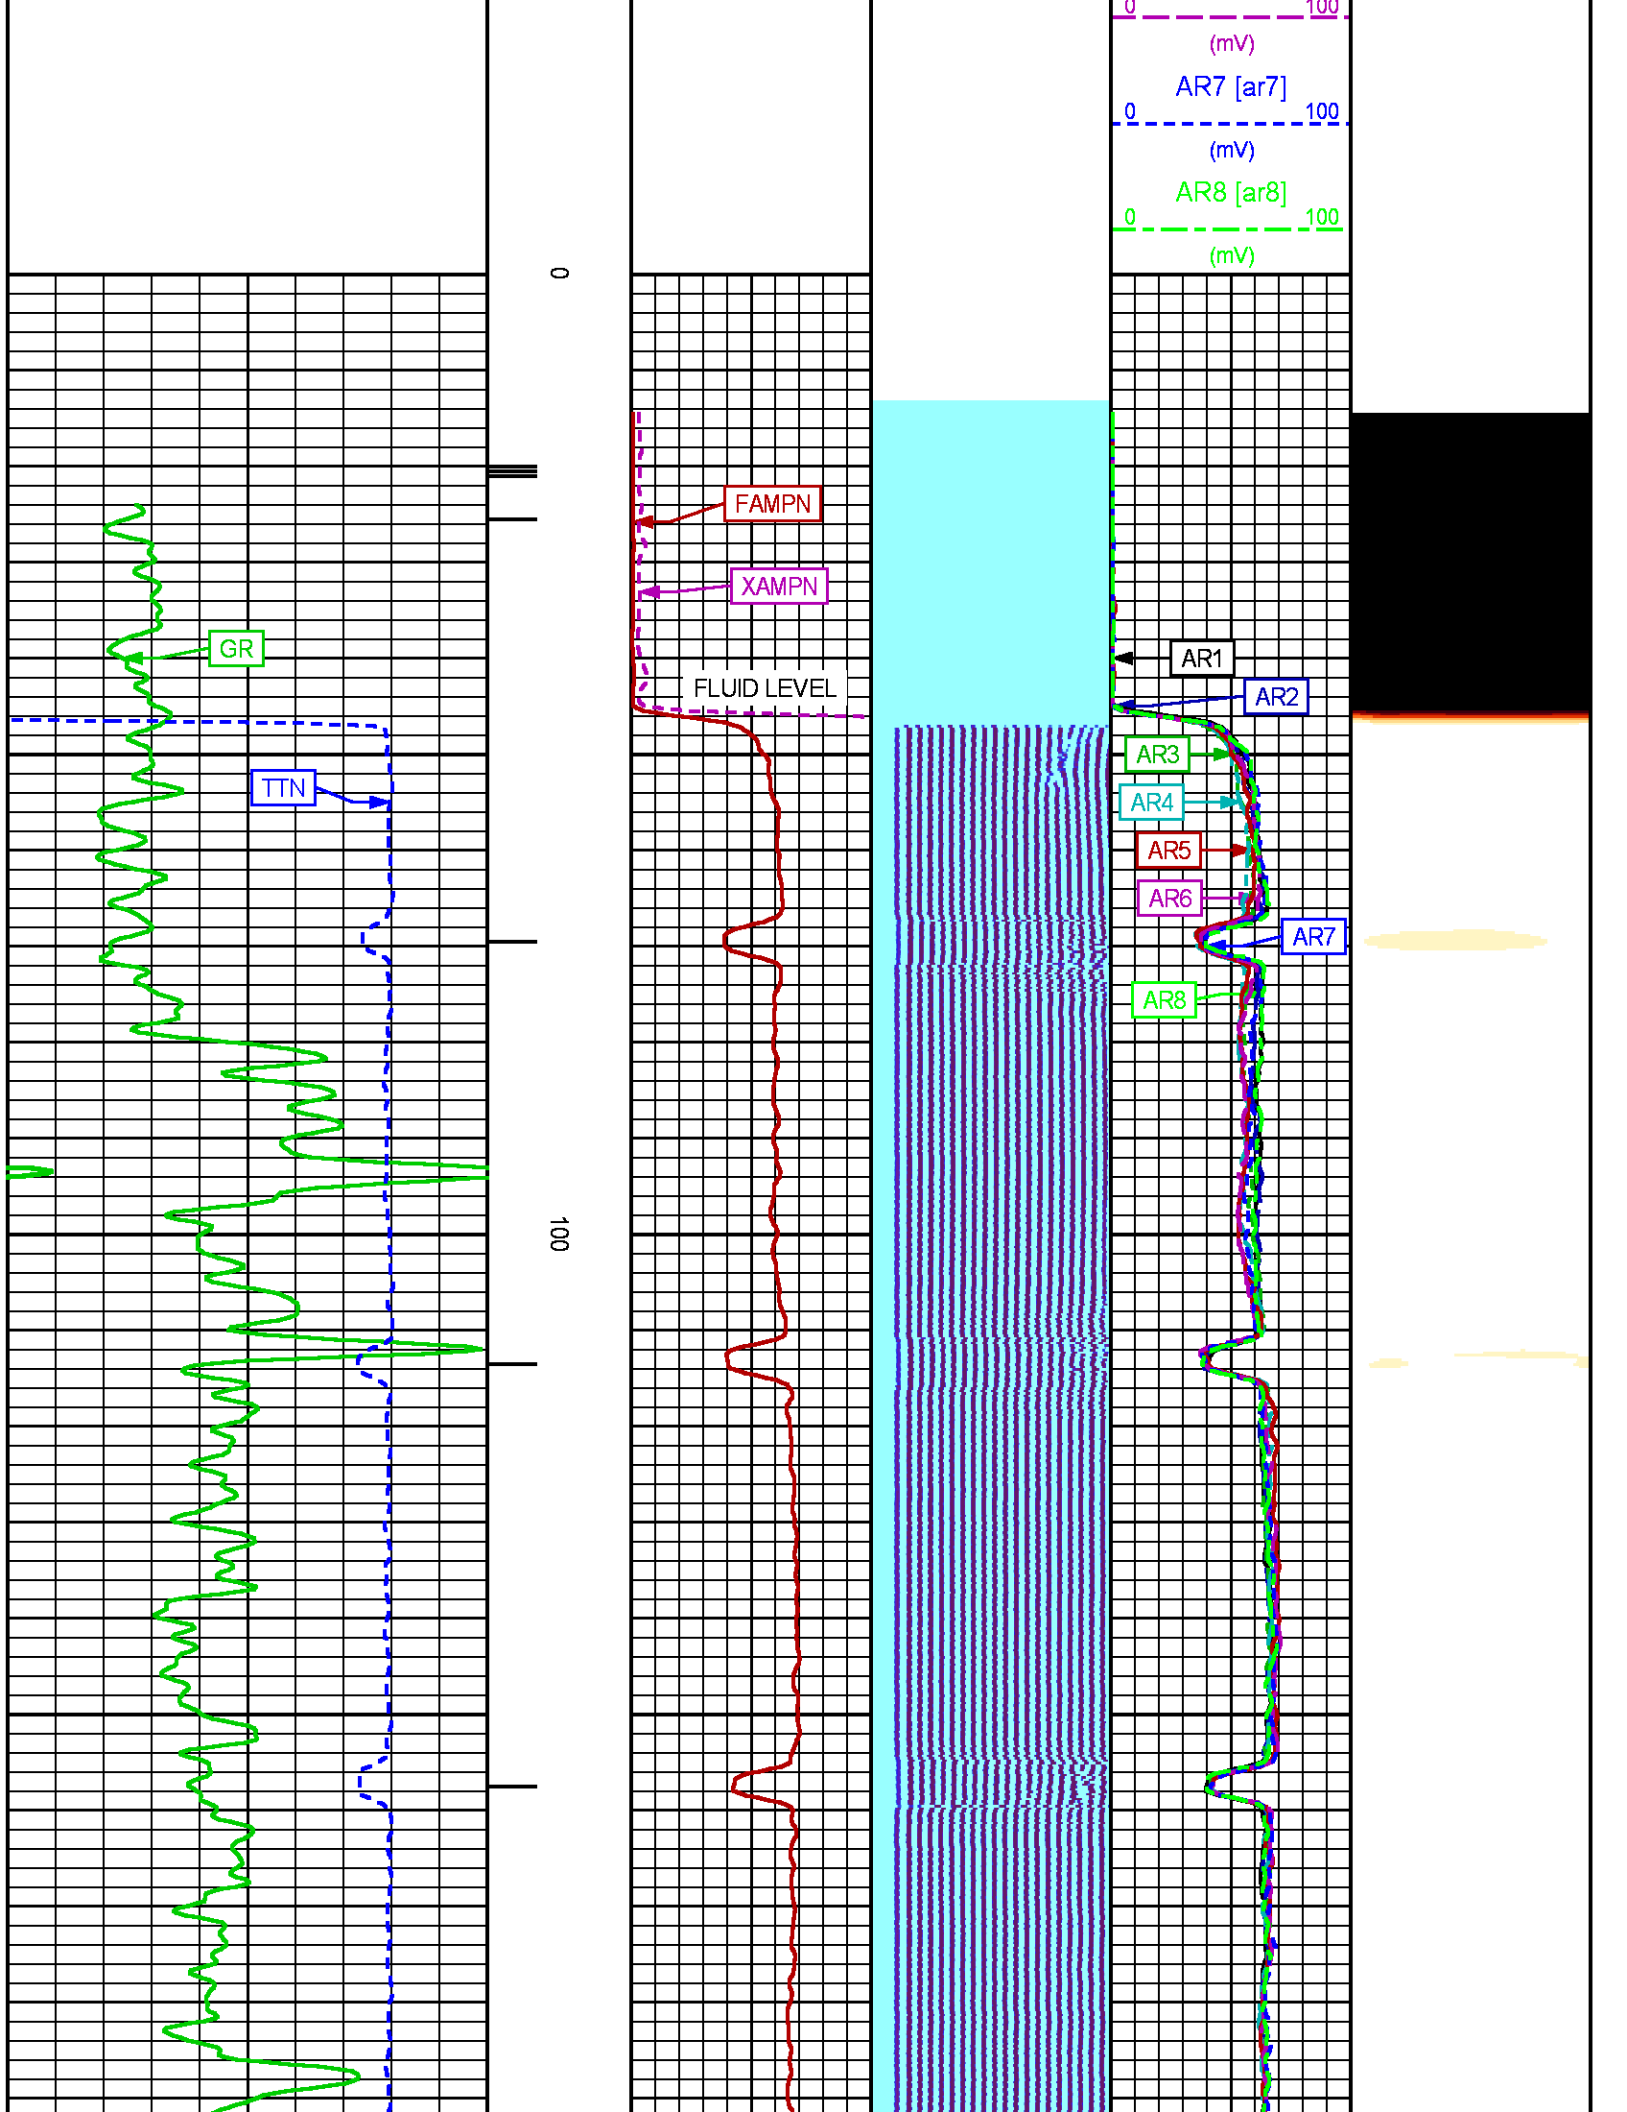 0 100
(mV)
AR7 [ar7]
0 100
(mV)
AR8 [ar8]
0 100
(mV)
0
FAMPN
XAMPN
GR
AR1
FLUID LEVEL
AR2
AR3
TTN
AR4
AR5
AR6
AR7
AR8
100